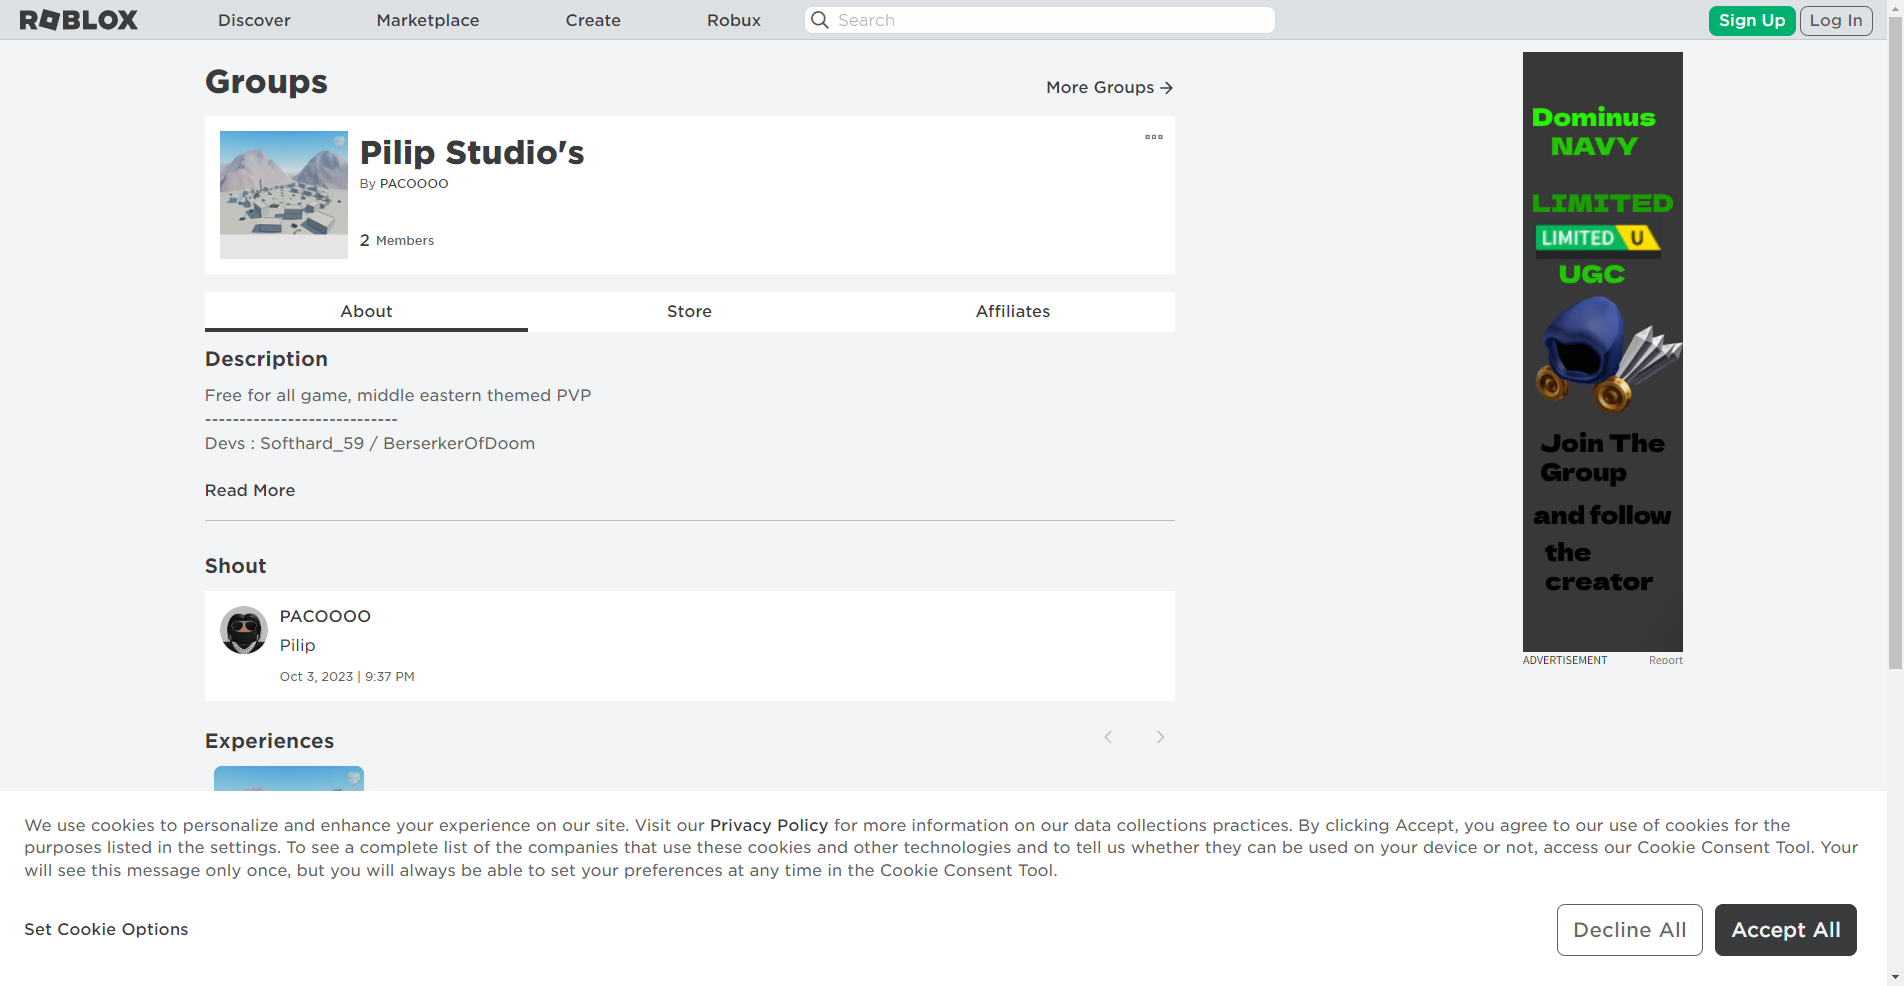 ROBLOX Discover Marketplace Create Robux Search Sign Up Log In
Groups
More Groups
Pilip Studio's
By PACOOOO
2 Members
About Store Affiliates
Description
Free for all game, middle eastern themed PVP
----------------------------
Devs : Softhard_59 / BerserkerOfDoom
Read More
Shout
PACOOOO
Pilip
Oct 3, 2023 | 9:37 PM
Experiences
Dominus
NAVY
LIMITED
LIMITED U
UGC
Join The
Group
and follow
the
creator
ADVERTISEMENT Report
We use cookies to personalize and enhance your experience on our site. Visit our Privacy Policy for more information on our data collections practices. By clicking Accept, you agree to our use of cookies for the
purposes listed in the settings. To see a complete list of the companies that use these cookies and other technologies and to tell us whether they can be used on your device or not, access our Cookie Consent Tool. Your
will see this message only once, but you will always be able to set your preferences at any time in the Cookie Consent Tool.
Set Cookie Options
Decline All Accept All